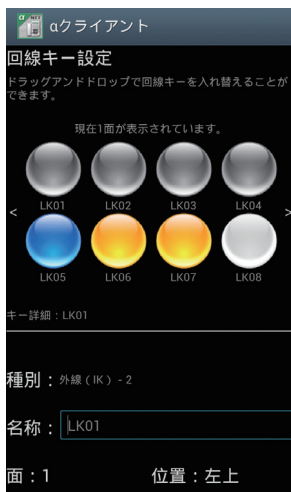 αクライアント
回線キー設定
ドラッグアンドドロップで回線キーを入れ替えることが
できます。
現在1面が表示されています。
LK01 LK02 LK03 LK04
< >
LK05 LK06 LK07 LK08
キー詳細：LK01
種別：外線（IK）- 2
名称：LK01
面：1 位置：左上